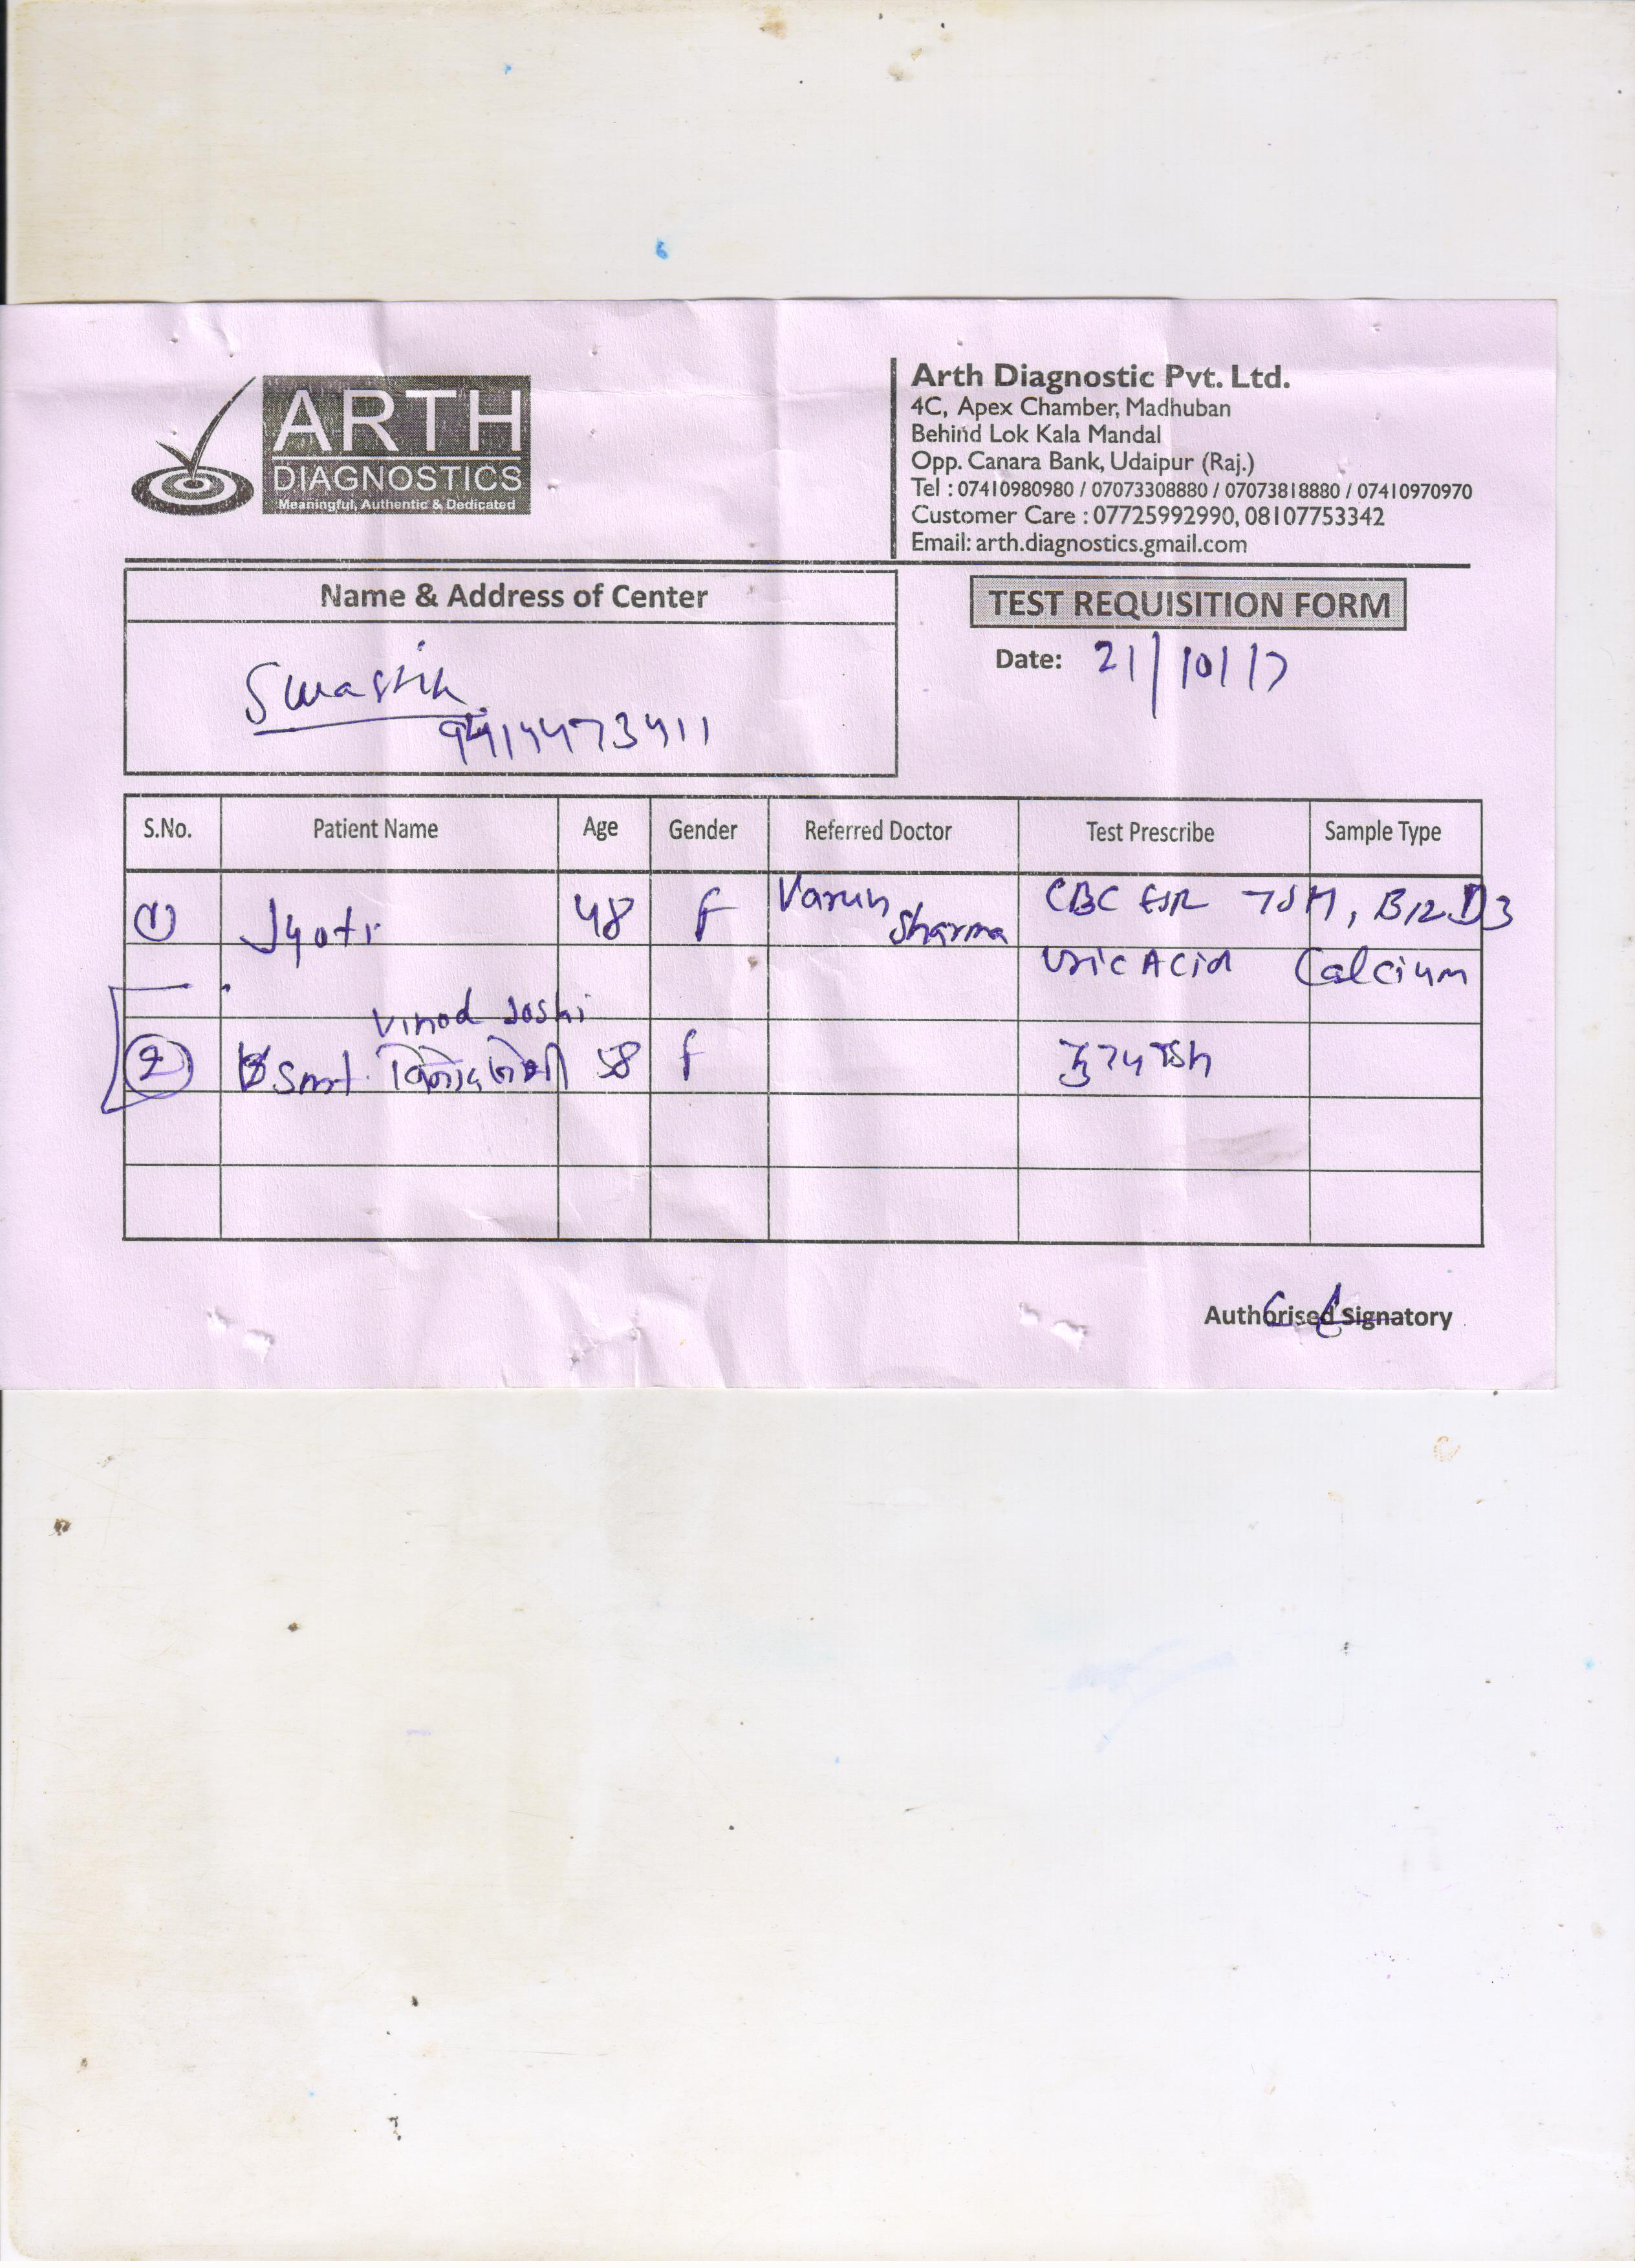 ARTH
DIAGNOSTICS
Meaningful, Authentic & Dedicated
Arth Diagnostic Pvt. Ltd.
4C, Apex Chamber, Madhuban
Behind Lok Kala Mandal
Opp. Canara Bank, Udaipur (Raj.)
Tel : 07410980980 / 07073308880 / 07073818880 / 07410970970
Customer Care : 07725992990, 08107753342
Email: arth.diagnostics.gmail.com
Name & Address of Center
Swastik
9414473411
TEST REQUISITION FORM
Date: 21/10/17
S.No. Patient Name Age Gender Referred Doctor Test Prescribe Sample Type
1 Jyoti 48 F Varun Sharma CBC ESR TSH, B12 D3
Uric Acid Calcium
Vinod Joshi
2 Smt. विनोद जोशी 58 F
Authorised Signatory